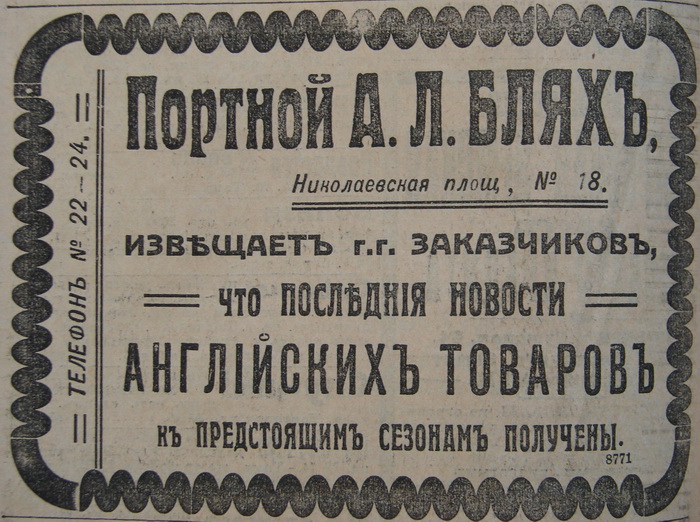 Портной А. Л. БЛЯХЪ,
Николаевская площ, № 18.
ИЗВѢЩАЕТЪ г.г. ЗАКАЗЧИКОВЪ,
ЧТО ПОСЛѢДНІЯ НОВОСТИ
АНГЛІЙСКИХЪ ТОВАРОВЪ
КЪ ПРЕДСТОЯЩИМЪ СЕЗОНАМЪ ПОЛУЧЕНЫ.
8771
ТЕЛЕФОНЪ № 22—24.